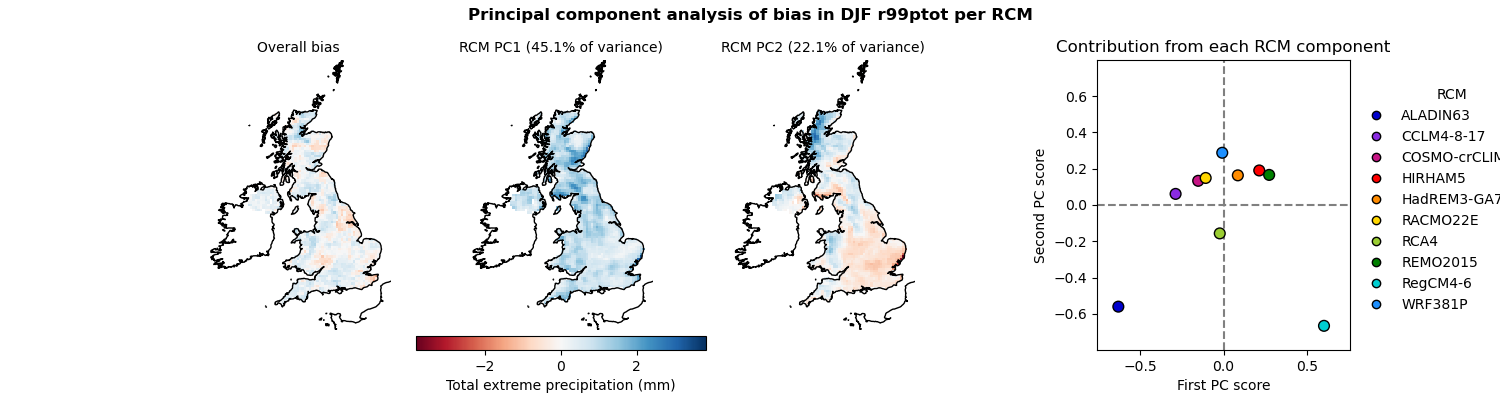 Principal component analysis of bias in DJF r99ptot per RCM
Overall bias
RCM PC1 (45.1% of variance)
RCM PC2 (22.1% of variance)
−2
0
2
Total extreme precipitation (mm)
Contribution from each RCM component
0.6
0.4
0.2
0.0
−0.2
−0.4
−0.6
Second PC score
−0.5
0.0
0.5
First PC score
RCM
ALADIN63
CCLM4-8-17
COSMO-crCLIM
HIRHAM5
HadREM3-GA7
RACMO22E
RCA4
REMO2015
RegCM4-6
WRF381P